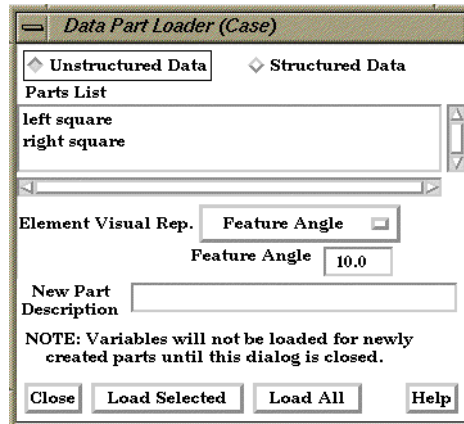 Data Part Loader (Case)
Unstructured Data Structured Data
Parts List
left square
right square
Element Visual Rep. Feature Angle
Feature Angle 10.0
New Part
Description
NOTE: Variables will not be loaded for newly
created parts until this dialog is closed.
Close Load Selected Load All Help